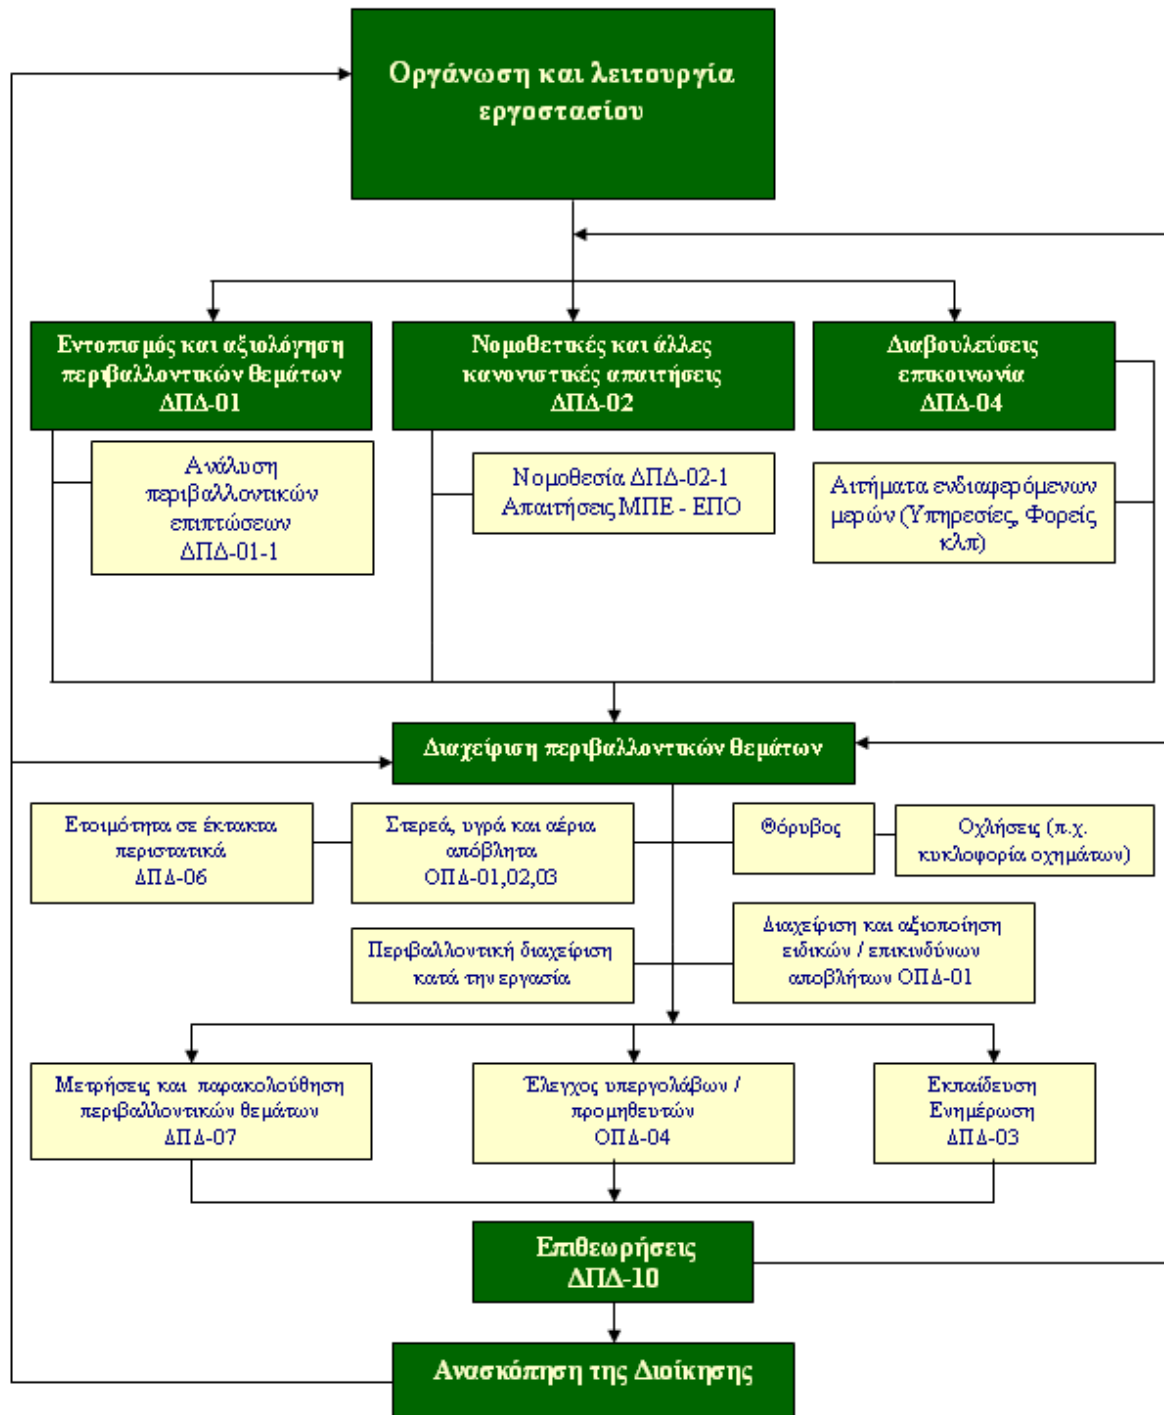 Οργάνωση και λειτουργία
εργοστασίου
Εντοπισμός και αξιολόγηση
περιβαλλοντικών θεμάτων
ΔΠΔ-01
Νομοθετικές και άλλες
κανονιστικές απαιτήσεις
ΔΠΔ-02
Διαβουλεύσεις
επικοινωνία
ΔΠΔ-04
Ανάλυση
περιβαλλοντικών
επιπτώσεων
ΔΠΔ-01-1
Νομοθεσία ΔΠΔ-02-1
Απαιτήσεις ΜΠΕ - ΕΠΟ
Αιτήματα ενδιαφερόμενων
μερών (Υπηρεσίες, Φορείς
κλπ)
Διαχείριση περιβαλλοντικών θεμάτων
Ετοιμότητα σε έκτακτα
περιστατικά
ΔΠΔ-06
Στερεά, υγρά και αέρια
απόβλητα
ΟΠΔ-01,02,03
Θόρυβος
Οχλήσεις (π.χ.
κυκλοφορία οχημάτων)
Περιβαλλοντική διαχείριση
κατά την εργασία
Διαχείριση και αξιοποίηση
ειδικών / επικινδύνων
αποβλήτων ΟΠΔ-01
Μετρήσεις και παρακολούθηση
περιβαλλοντικών θεμάτων
ΔΠΔ-07
Έλεγχος υπεργολάβων /
προμηθευτών
ΟΠΔ-04
Εκπαίδευση
Ενημέρωση
ΔΠΔ-03
Επιθεωρήσεις
ΔΠΔ-10
Ανασκόπηση της Διοίκησης